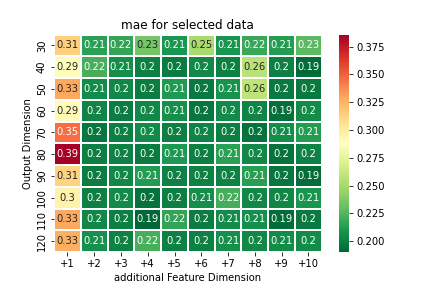 mae for selected data
Output Dimension
30 0.31 0.21 0.22 0.23 0.21 0.25 0.21 0.22 0.21 0.23
40 0.29 0.22 0.21 0.2 0.2 0.2 0.2 0.26 0.2 0.19
50 0.33 0.21 0.2 0.2 0.21 0.2 0.21 0.26 0.2 0.2
60 0.29 0.2 0.2 0.2 0.2 0.2 0.2 0.2 0.19 0.2
70 0.35 0.2 0.2 0.2 0.2 0.2 0.2 0.2 0.21 0.21
80 0.39 0.2 0.2 0.2 0.21 0.2 0.21 0.2 0.2 0.2
90 0.31 0.2 0.2 0.21 0.2 0.2 0.2 0.21 0.2 0.19
100 0.3 0.2 0.2 0.2 0.2 0.21 0.22 0.2 0.2 0.21
110 0.33 0.2 0.2 0.19 0.22 0.2 0.21 0.21 0.19 0.2
120 0.33 0.21 0.2 0.22 0.2 0.2 0.21 0.2 0.21 0.2
+1 +2 +3 +4 +5 +6 +7 +8 +9 +10
additional Feature Dimension
0.375
0.350
0.325
0.300
0.275
0.250
0.225
0.200